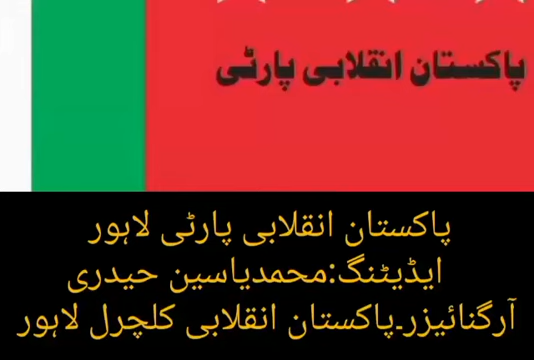 پاکستان انقلابی پارٹی
پاکستان انقلابی پارٹی لاہور
ایڈیٹنگ:محمدیاسین حیدری
آرگنائیزر۔پاکستان انقلابی کلچرل لاہور